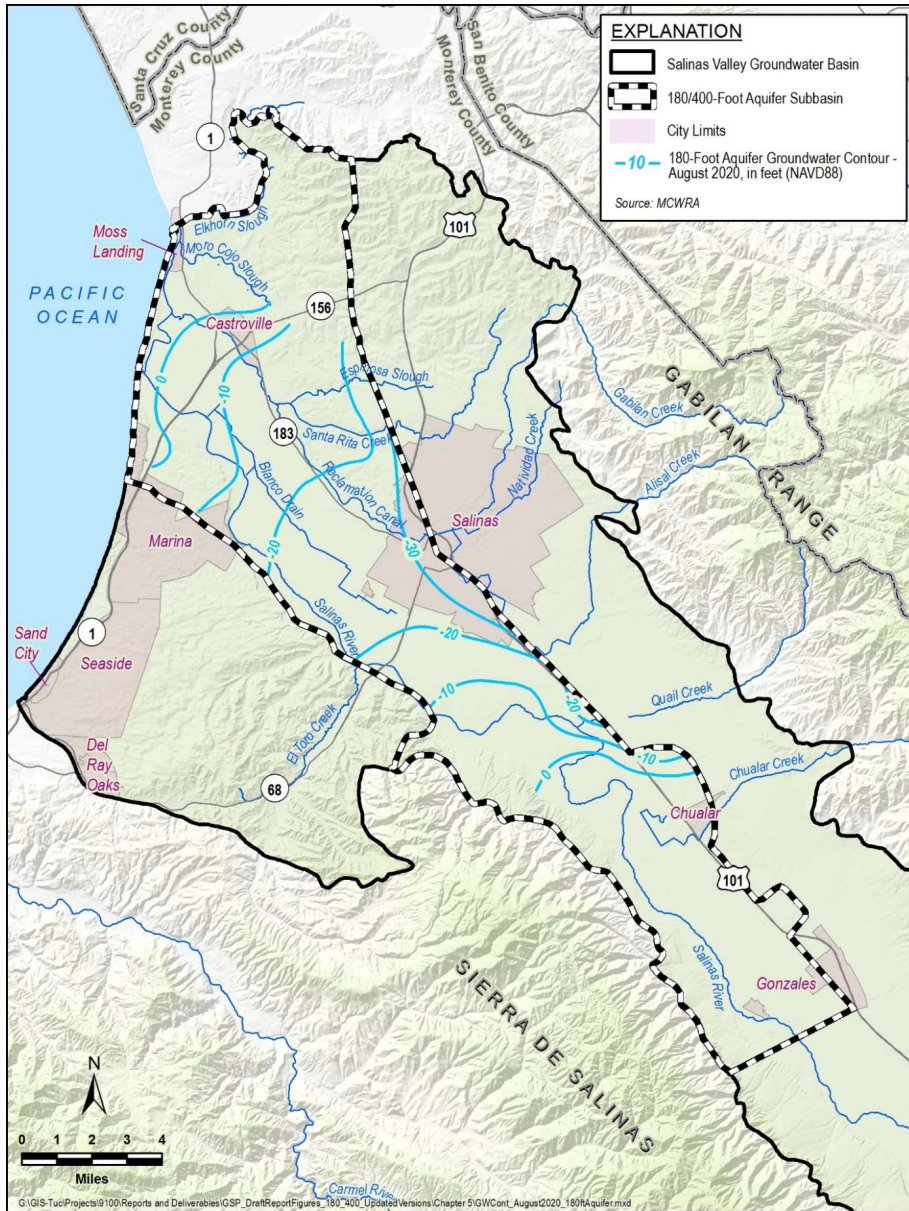 EXPLANATION
Salinas Valley Groundwater Basin
180/400-Foot Aquifer Subbasin
City Limits
-10
180-Foot Aquifer Groundwater Contour -
August 2020, in feet (NAVD88)
Source: MCWRA
Santa Cruz County
Monterey County
San Benito County
Monterey County
1
101
Elkhorn Slough
Moss
Landing
Moro Cojo Slough
PACIFIC
OCEAN
156
Castroville
0
-10
Espinosa Slough
GABILAN
RANGE
Gabilan Creek
183
Santa Rita Creek
Natividad Creek
Alisal Creek
Blanco Drain
Reclamation Canal
Salinas
Marina
-20
-30
Salinas River
Sand
City
1
Seaside
-20
-10
-20
Quail Creek
El Toro Creek
Del
Ray
Oaks
68
0
-10
Chualar Creek
Chualar
101
Salinas River
Gonzales
SIERRA DE SALINAS
N
0 1 2 3 4
Miles
Carmel River
G:\GIS-Tuc\Projects\9100\Reports and Deliverables\GSP_DraftReportFigures_180_400_UpdatedVersions\Chapter 5\GWCont_August2020_180ftAquifer.mxd